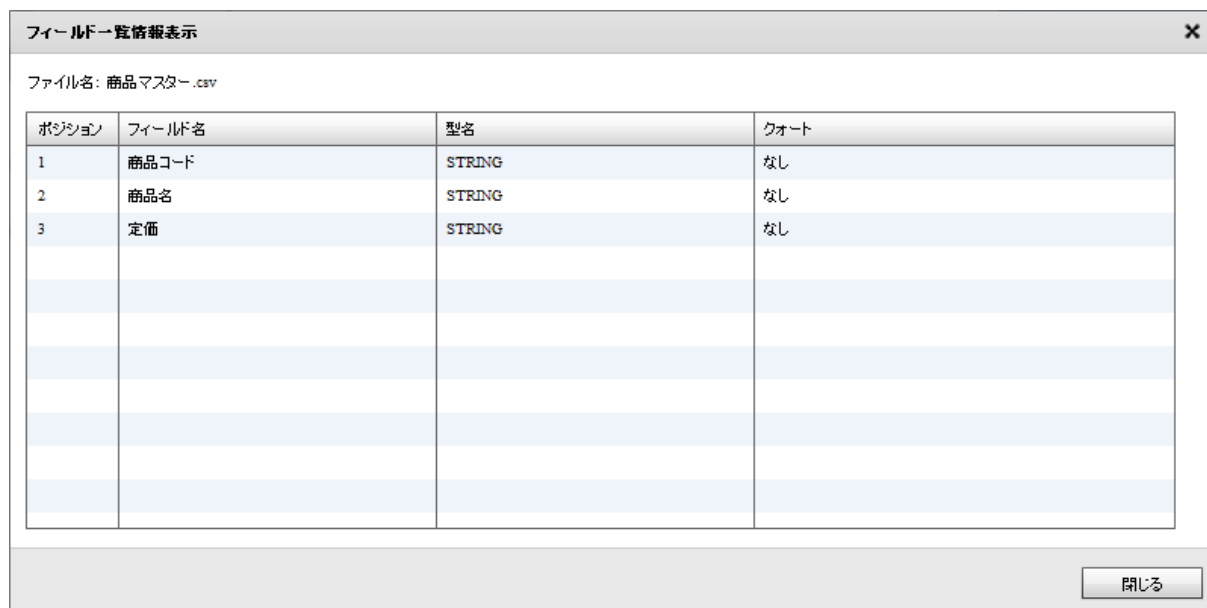 フィールド一覧情報表示
ファイル名: 商品マスター.csv
ポジション フィールド名 型名 クォート
1 商品コード STRING なし
2 商品名 STRING なし
3 定価 STRING なし
閉じる